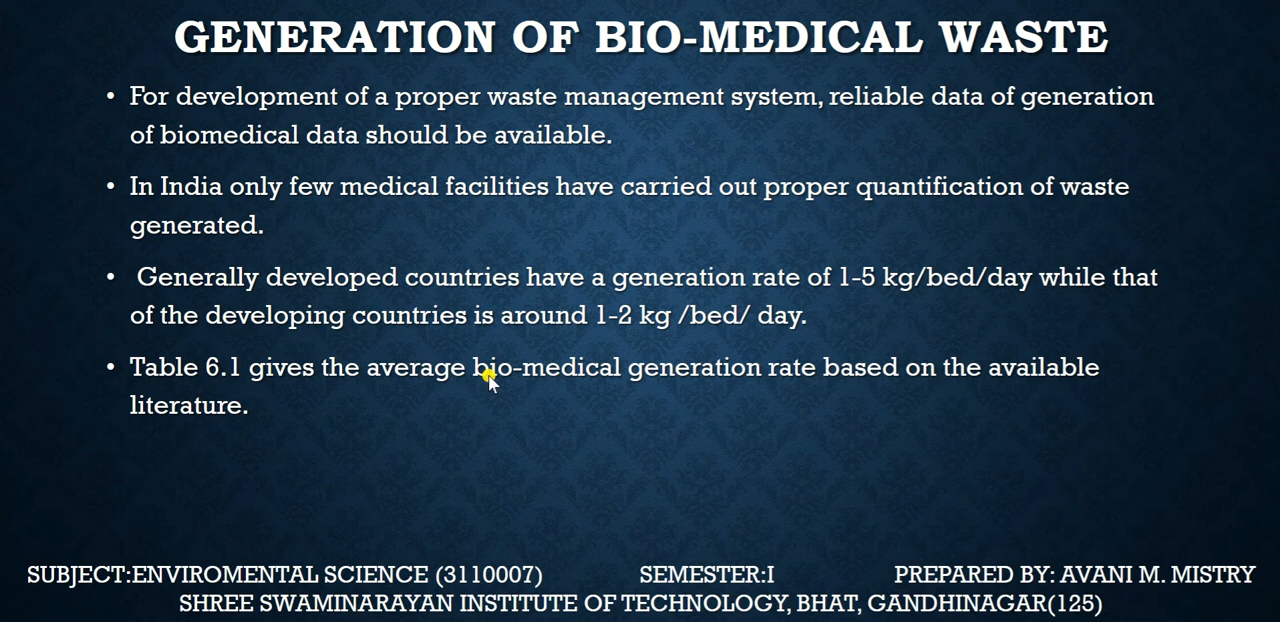 GENERATION OF BIO-MEDICAL WASTE
• For development of a proper waste management system, reliable data of generation
of biomedical data should be available.
• In India only few medical facilities have carried out proper quantification of waste
generated.
• Generally developed countries have a generation rate of 1-5 kg/bed/day while that
of the developing countries is around 1-2 kg /bed/ day.
• Table 6.1 gives the average bio-medical generation rate based on the available
literature.
SUBJECT:ENVIROMENTAL SCIENCE (3110007) SEMESTER:I PREPARED BY: AVANI M. MISTRY
SHREE SWAMINARAYAN INSTITUTE OF TECHNOLOGY, BHAT, GANDHINAGAR(125)